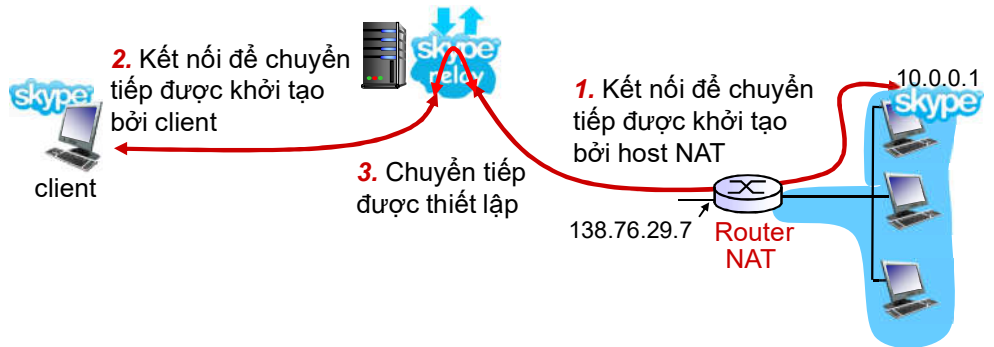 skype
client
2. Kết nối để chuyển
tiếp được khởi tạo
bởi client
skype
relay
3. Chuyển tiếp
được thiết lập
1. Kết nối để chuyển
tiếp được khởi tạo
bởi host NAT
138.76.29.7
Router
NAT
10.0.0.1
skype